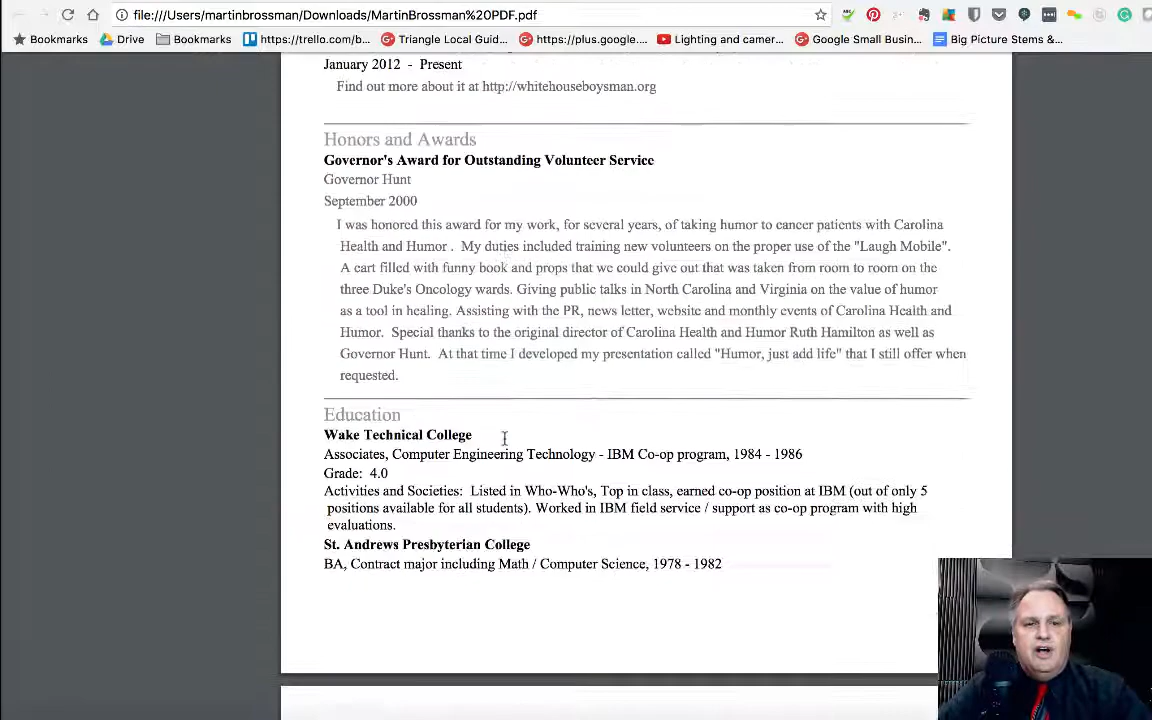 file:///Users/martinbrossman/Downloads/MartinBrossman%20PDF.pdf
Bookmarks Drive Bookmarks https://trello.com/b... Triangle Local Guid... https://plus.google.... Lighting and camer... Google Small Busin... Big Picture Stems &...
January 2012 - Present
Find out more about it at http://whitehouseboysman.org
Honors and Awards
Governor's Award for Outstanding Volunteer Service
Governor Hunt
September 2000
I was honored this award for my work, for several years, of taking humor to cancer patients with Carolina
Health and Humor . My duties included training new volunteers on the proper use of the "Laugh Mobile".
A cart filled with funny book and props that we could give out that was taken from room to room on the
three Duke's Oncology wards. Giving public talks in North Carolina and Virginia on the value of humor
as a tool in healing. Assisting with the PR, news letter, website and monthly events of Carolina Health and
Humor. Special thanks to the original director of Carolina Health and Humor Ruth Hamilton as well as
Governor Hunt. At that time I developed my presentation called "Humor, just add life" that I still offer when
requested.
Education
Wake Technical College
Associates, Computer Engineering Technology - IBM Co-op program, 1984 - 1986
Grade: 4.0
Activities and Societies: Listed in Who-Who's, Top in class, earned co-op position at IBM (out of only 5
positions available for all students). Worked in IBM field service / support as co-op program with high
evaluations.
St. Andrews Presbyterian College
BA, Contract major including Math / Computer Science, 1978 - 1982